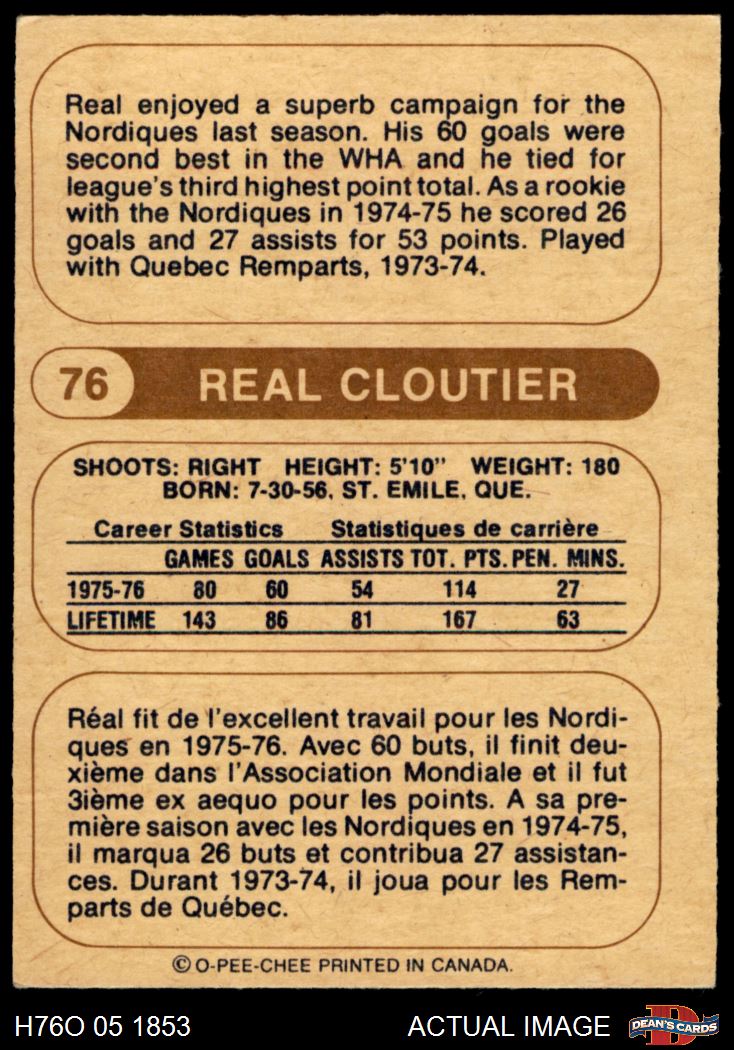 Real enjoyed a superb campaign for the
Nordiques last season. His 60 goals were
second best in the WHA and he tied for
league's third highest point total. As a rookie
with the Nordiques in 1974-75 he scored 26
goals and 27 assists for 53 points. Played
with Quebec Remparts, 1973-74.
76 REAL CLOUTIER
SHOOTS: RIGHT HEIGHT: 5'10" WEIGHT: 180
BORN: 7-30-56, ST. EMILE, QUE.
Career Statistics Statistiques de carrière
GAMES GOALS ASSISTS TOT. PTS. PEN. MINS.
1975-76 80 60 54 114 27
LIFETIME 143 86 81 167 63
Réal fit de l'excellent travail pour les Nordi-
ques en 1975-76. Avec 60 buts, il finit deu-
xième dans l'Association Mondiale et il fut
3ième ex aequo pour les points. A sa pre-
mière saison avec les Nordiques en 1974-75,
il marqua 26 buts et contribua 27 assistan-
ces. Durant 1973-74, il joua pour les Rem-
parts de Québec.
© O-PEE-CHEE PRINTED IN CANADA.
H76O 05 1853 ACTUAL IMAGE D DEAN'S CARDS